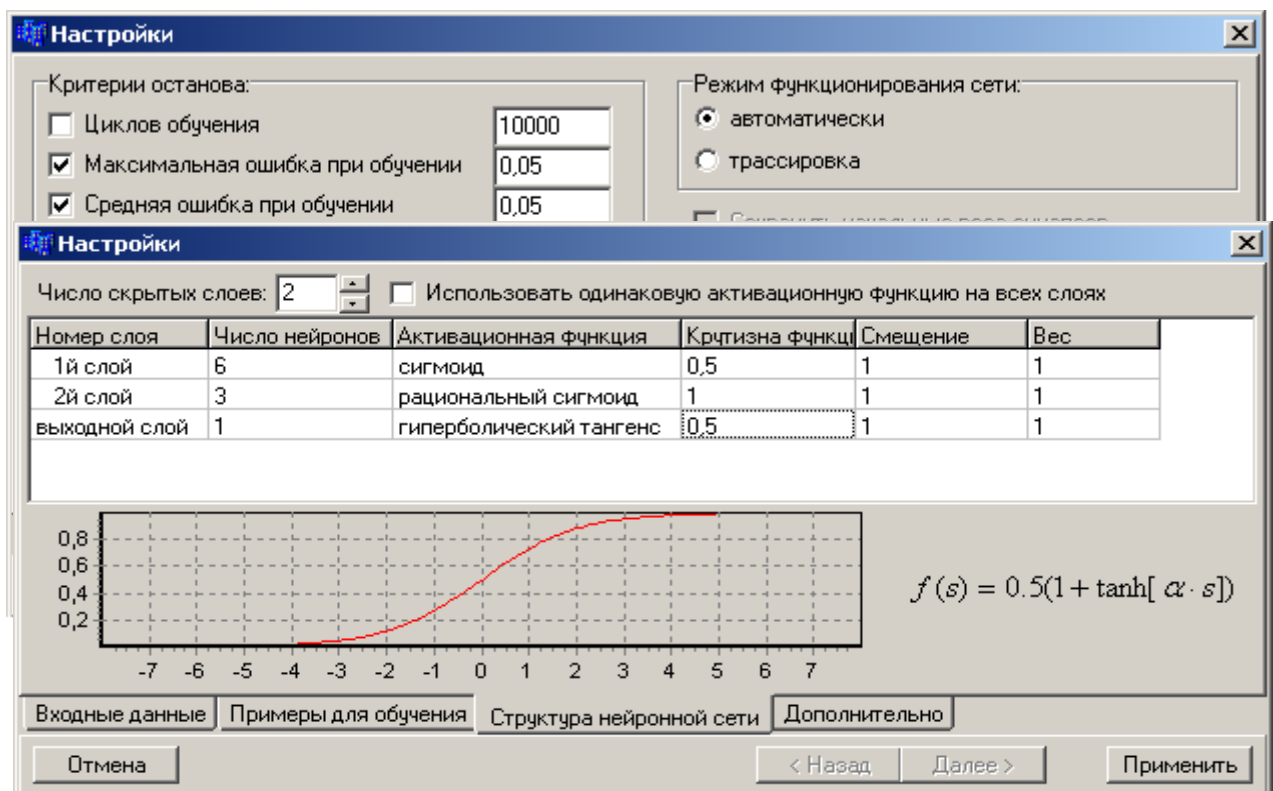 Настройки
Критерии останова:
Циклов обучения 10000
Максимальная ошибка при обучении 0,05
Средняя ошибка при обучении 0,05
Режим функционирования сети:
автоматически
трассировка
Настройки
Число скрытых слоев: 2 Использовать одинаковую активационную функцию на всех слоях
Номер слоя Число нейронов Активационная функция Крутизна функци Смещение Вес
1й слой 6 сигмоид 0,5 1 1
2й слой 3 рациональный сигмоид 1 1 1
выходной слой 1 гиперболический тангенс 0,5 1 1
0,8
0,6
0,4
0,2
-7 -6 -5 -4 -3 -2 -1 0 1 2 3 4 5 6 7
f (s) = 0.5(1 + tanh[ α · s])
Входные данные Примеры для обучения Структура нейронной сети Дополнительно
Отмена < Назад Далее > Применить